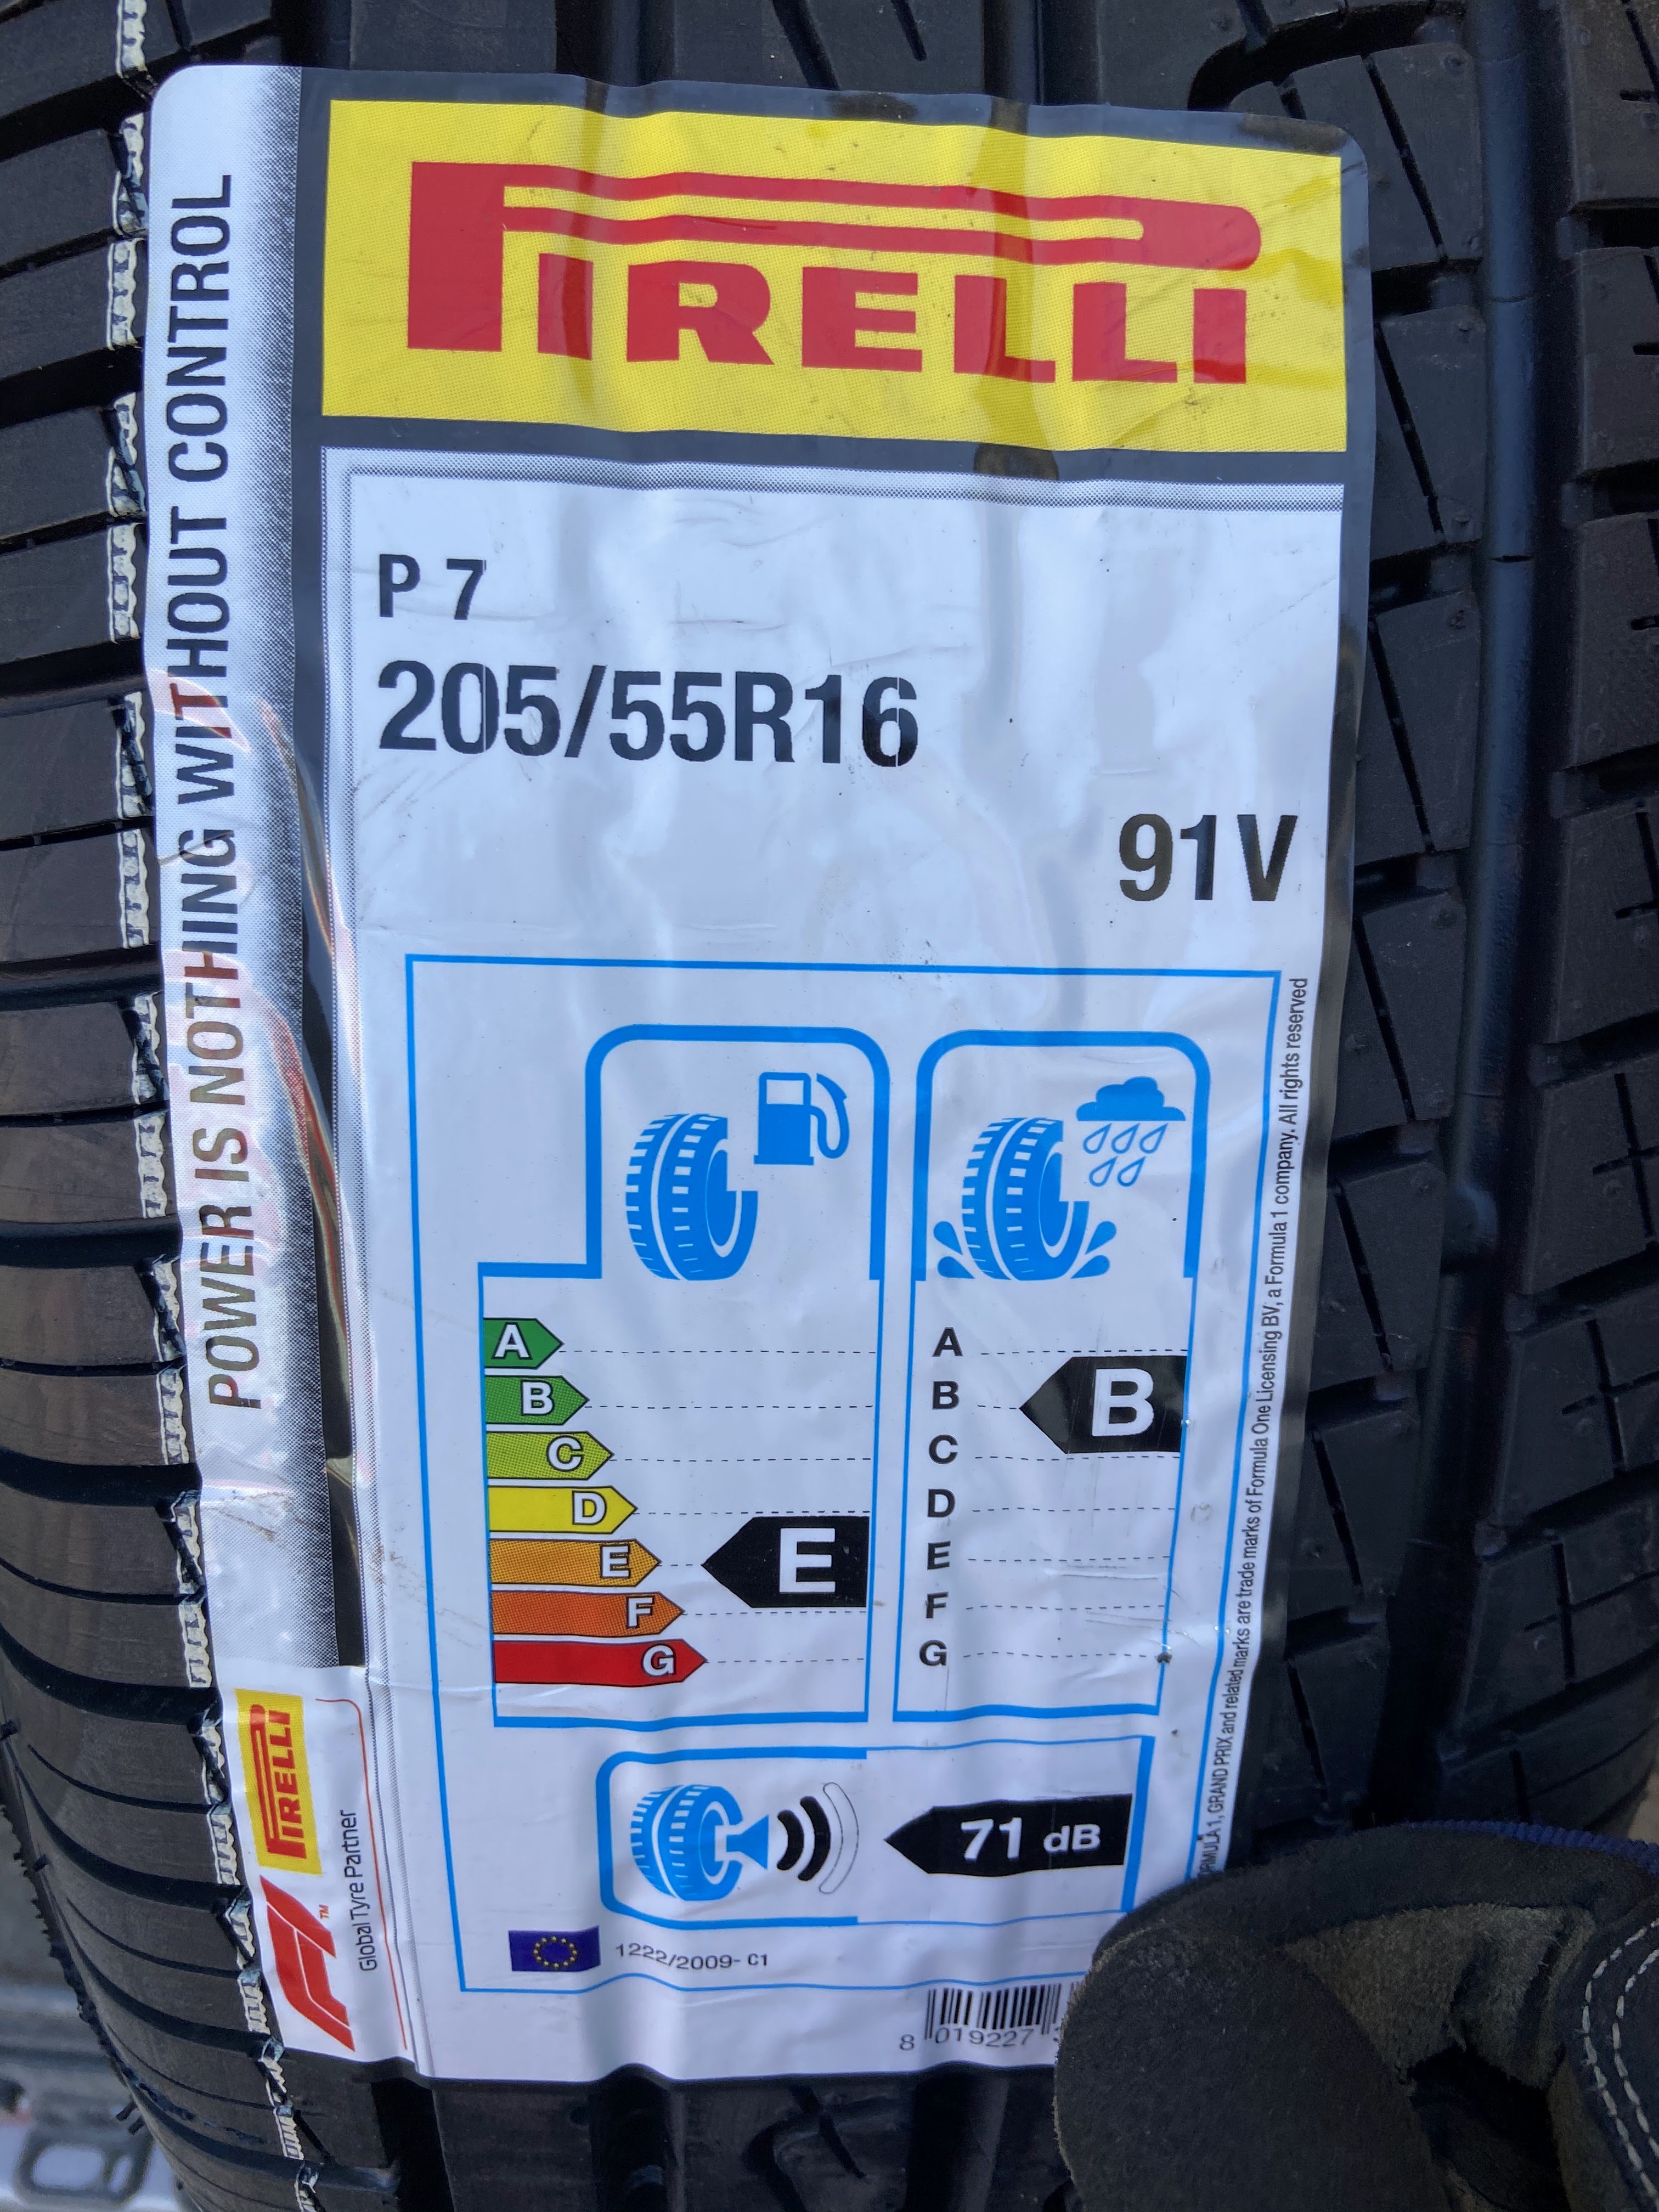 PIRELLI
POWER IS NOTHING WITHOUT CONTROL
P 7
205/55R16
91V
A
B
C
D
E
F
G
E
A
B
C
D
E
F
G
B
71 dB
1222/2009- C1
8 019227
PIRELLI
F1™
Global Tyre Partner
FORMULA 1, GRAND PRIX and related marks are trade marks of Formula One Licensing BV, a Formula 1 company. All rights reserved